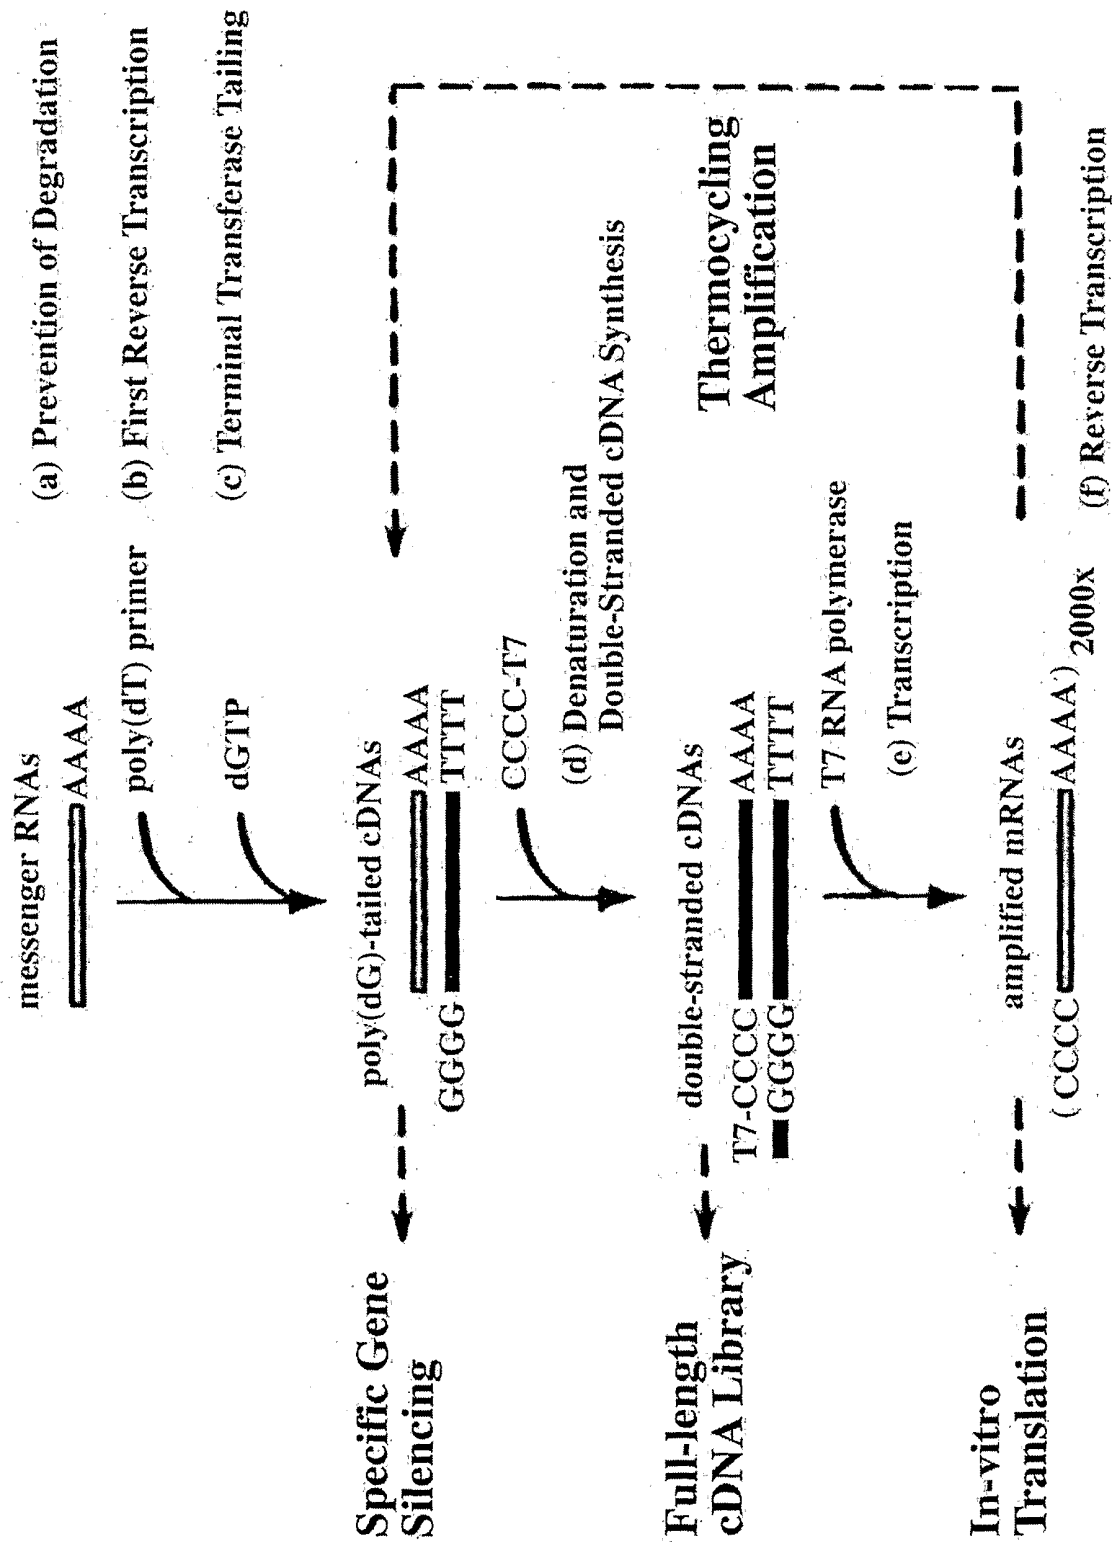 messenger RNAs
AAAA
(a) Prevention of Degradation
poly(dT) primer
(b) First Reverse Transcription
dGTP
(c) Terminal Transferase Tailing
Specific Gene
Silencing
poly(dG)-tailed cDNAs
AAAA
GGGG
TTTT
CCCC-T7
(d) Denaturation and
Double-Stranded cDNA Synthesis
Full-length
cDNA Library
double-stranded cDNAs
T7-CCCC
AAAA
GGGG
TTTT
Thermocycling
Amplification
T7 RNA polymerase
(e) Transcription
In-vitro
Translation
amplified mRNAs
(CCCC
AAAA) 2000x
(f) Reverse Transcription